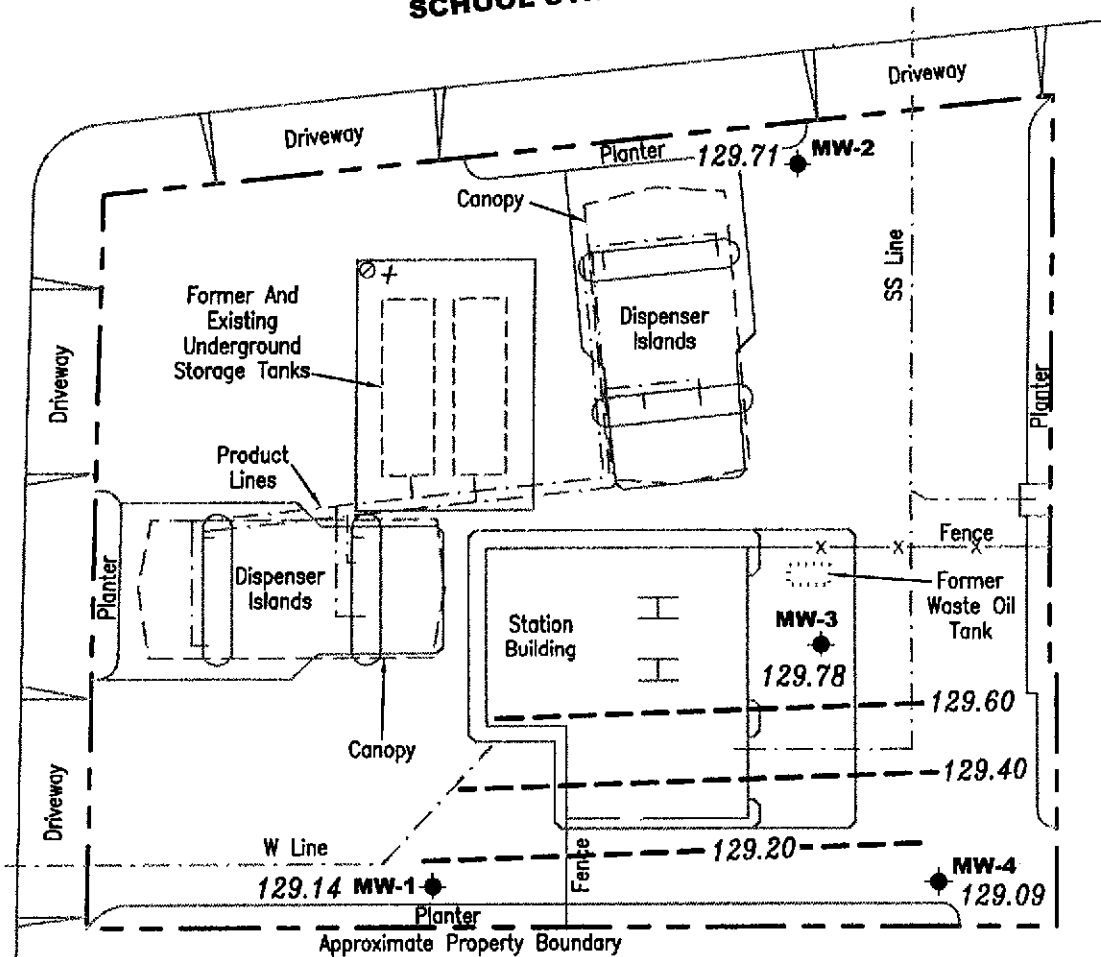 SCHOOL
Driveway
Driveway
Planter
129.71 MW-2
Canopy
SS Line
Former And
Existing
Underground
Storage Tanks
Dispenser
Islands
Driveway
Planter
Product
Lines
Fence
x x x
Planter
Dispenser
Islands
Former
Waste Oil
Tank
Station
Building
MW-3
129.78
129.60
Canopy
129.40
Driveway
W Line
129.20
Fence
129.14 MW-1
MW-4
129.09
Planter
Approximate Property Boundary